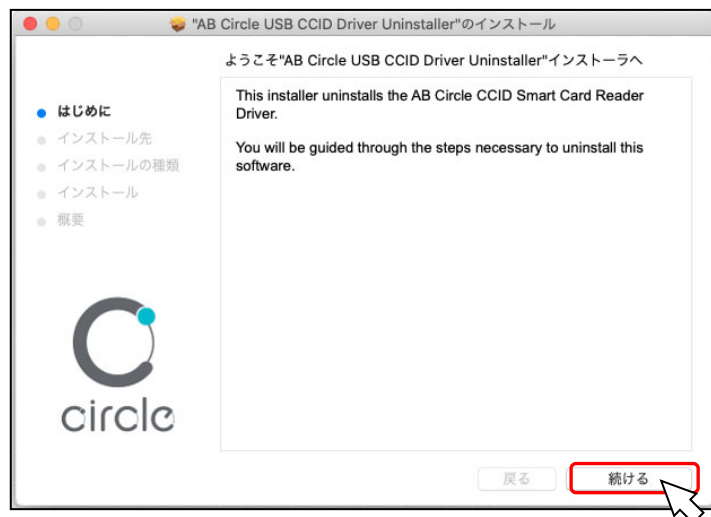 "AB Circle USB CCID Driver Uninstaller"のインストール
ようこそ"AB Circle USB CCID Driver Uninstaller"インストーラへ
はじめに
インストール先
インストールの種類
インストール
概要
This installer uninstalls the AB Circle CCID Smart Card Reader
Driver.
You will be guided through the steps necessary to uninstall this
software.
circle
戻る
続ける